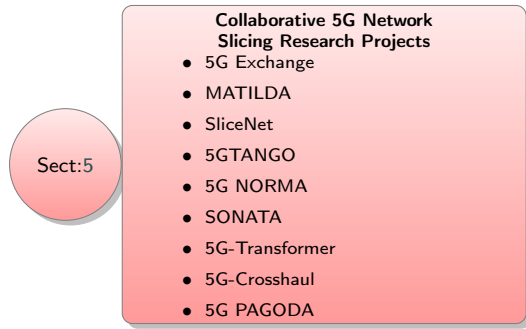 Collaborative 5G Network
Slicing Research Projects
• 5G Exchange
• MATILDA
• SliceNet
• 5GTANGO
• 5G NORMA
• SONATA
• 5G-Transformer
• 5G-Crosshaul
• 5G PAGODA
Sect:5